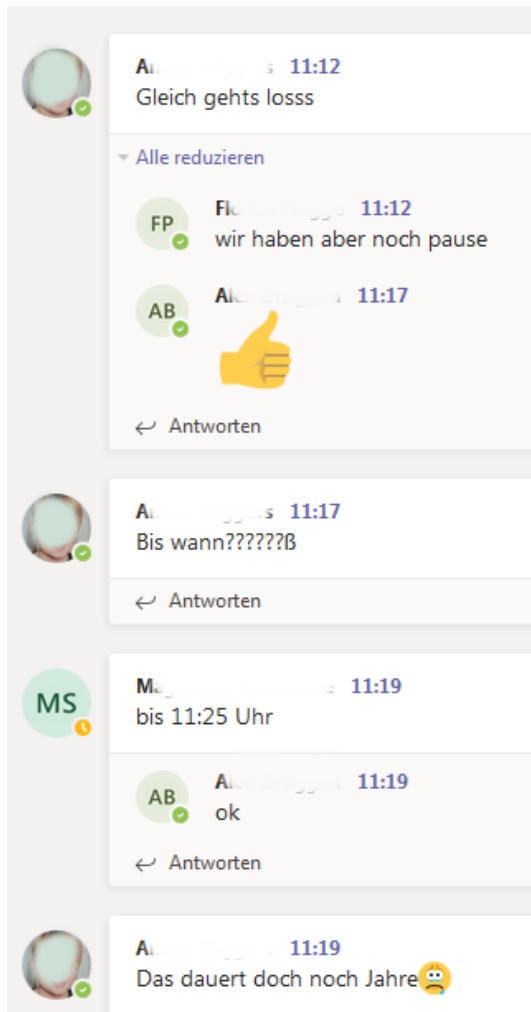 11:12
Gleich gehts losss
Alle reduzieren
FP
11:12
wir haben aber noch pause
AB
11:17
Antworten
11:17
Bis wann??????ß
Antworten
MS
11:19
bis 11:25 Uhr
AB
11:19
ok
Antworten
11:19
Das dauert doch noch Jahre